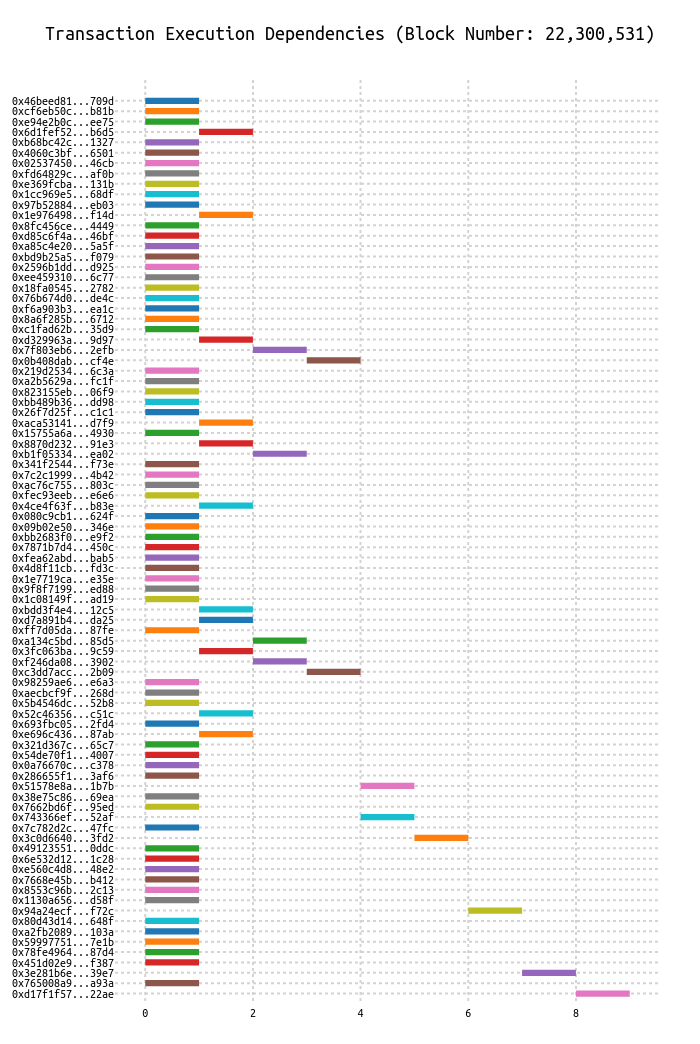 Transaction Execution Dependencies (Block Number: 22,300,531)
0x46beed81...709d
0xcf6eb50c...b81b
0xe94e2b0c...ee75
0x6d1fef52...b6d5
0xb68bc42c...1327
0x4060c3bf...6501
0x02537450...46cb
0xfd64829c...af0b
0xe369fcba...131b
0x1cc969e5...68df
0x97b52884...eb03
0x1e976498...f14d
0x8fc456ce...4449
0xd85c6f4a...46bf
0xa85c4e20...5a5f
0xbd9b25a5...f079
0x2596b1dd...d925
0xee459310...6c77
0x18fa0545...2782
0x76b674d0...de4c
0xf6a903b3...ea1c
0x8a6f285b...6712
0xc1fad62b...35d9
0xd329963a...9d97
0x7f803eb6...2efb
0x0b408dab...cf4e
0x219d2534...6c3a
0xa2b5629a...fc1f
0x823155eb...06f9
0xbb489b36...dd98
0x26f7d25f...c1c1
0xaca53141...d7f9
0x15755a6a...4930
0x8870d232...91e3
0xb1f05334...ea02
0x341f2544...f73e
0x7c2c1999...4b42
0xac76c755...803c
0xfec93eeb...e6e6
0x4ce4f63f...b83e
0x080c9cb1...624f
0x09b02e50...346e
0xbb2683f0...e9f2
0x7871b7d4...450c
0xfea62abd...bab5
0x4d8f11cb...fd3c
0x1e7719ca...e35e
0x9f8f7199...ed88
0x1c08149f...ad19
0xbdd3f4e4...12c5
0xd7a891b4...da25
0xff7d05da...87fe
0xa134c5bd...85d5
0x3fc063ba...9c59
0xf246da08...3902
0xc3dd7acc...2b09
0x98259ae6...e6a3
0xaecbcf9f...268d
0x5b4546dc...52b8
0x52c46356...c51c
0x693fbc05...2fd4
0xe696c436...87ab
0x321d367c...65c7
0x54de70f1...4007
0x0a76670c...c378
0x286655f1...3af6
0x51578e8a...1b7b
0x38e75c86...69ea
0x7662bd6f...95ed
0x743366ef...52af
0x7c782d2c...47fc
0x3c0d6640...3fd2
0x49123551...0ddc
0x6e532d12...1c28
0xe560c4d8...48e2
0x7668e45b...b412
0x8553c96b...2c13
0x1130a656...d58f
0x94a24ecf...f72c
0x80d43d14...648f
0xa2fb2089...103a
0x59997751...7e1b
0x78fe4964...87d4
0x451d02e9...f387
0x3e281b6e...39e7
0x765008a9...a93a
0xd17f1f57...22ae
0 2 4 6 8